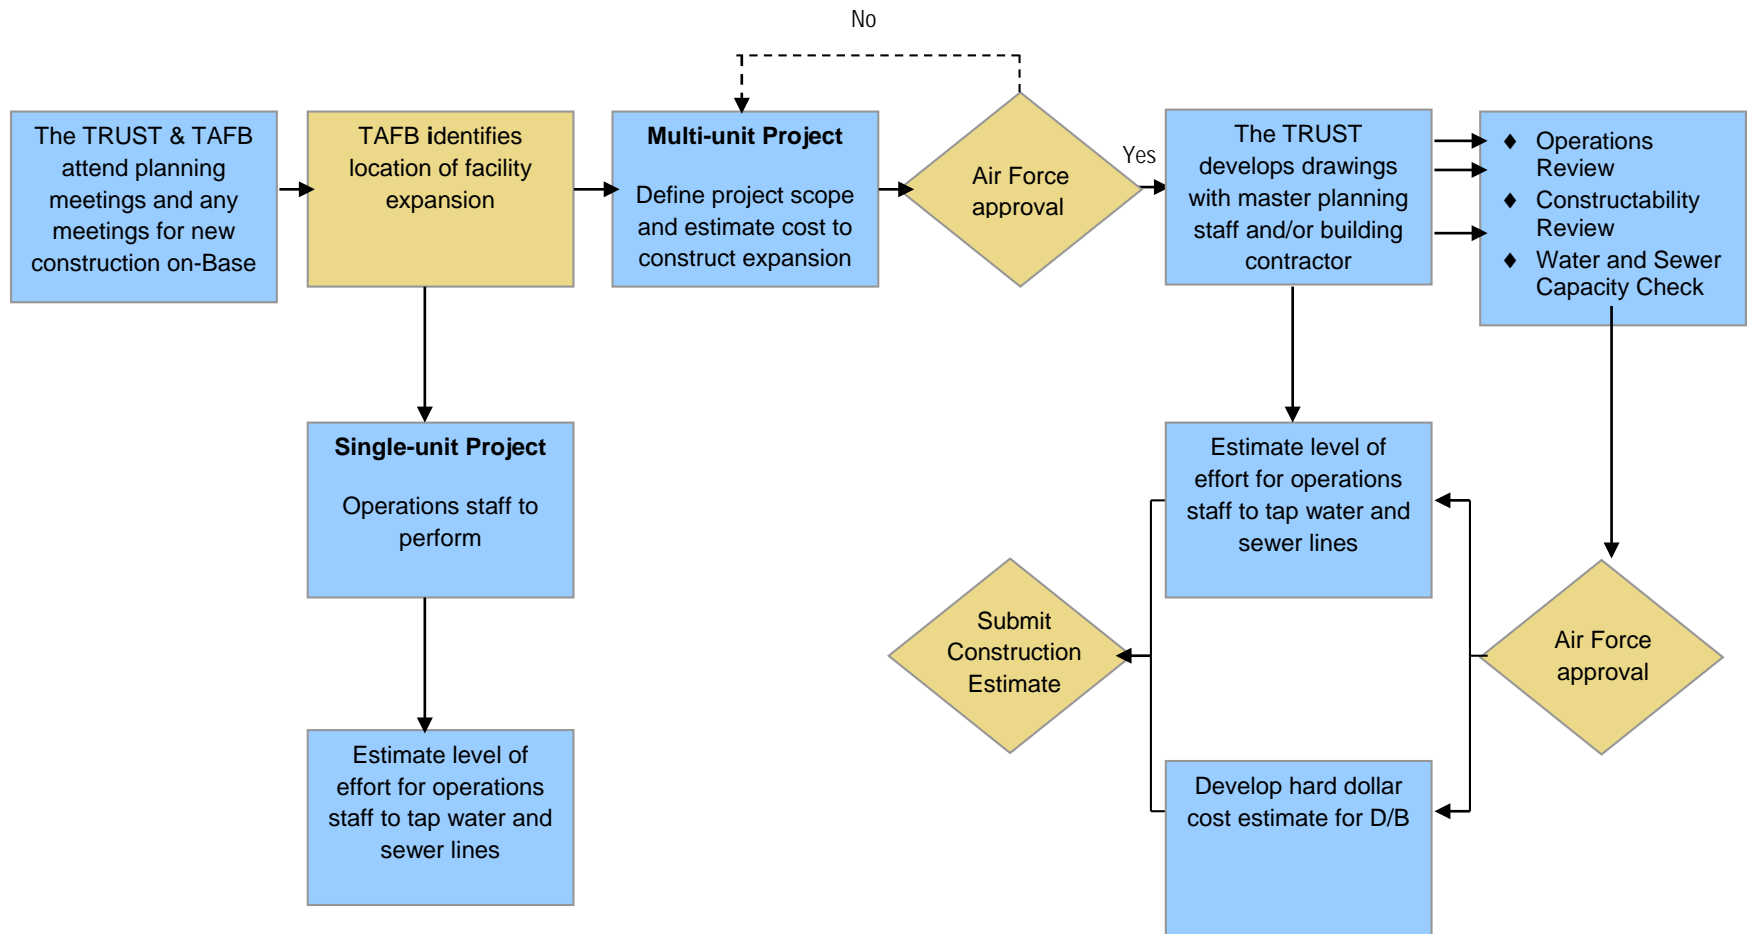 No
The TRUST & TAFB
attend planning
meetings and any
meetings for new
construction on-Base
TAFB identifies
location of facility
expansion
Multi-unit Project
Define project scope
and estimate cost to
construct expansion
Air Force
approval
Yes
The TRUST
develops drawings
with master planning
staff and/or building
contractor
♦ Operations
Review
♦ Constructability
Review
♦ Water and Sewer
Capacity Check
Single-unit Project
Operations staff to
perform
Estimate level of
effort for operations
staff to tap water and
sewer lines
Submit
Construction
Estimate
Air Force
approval
Estimate level of
effort for operations
staff to tap water and
sewer lines
Develop hard dollar
cost estimate for D/B